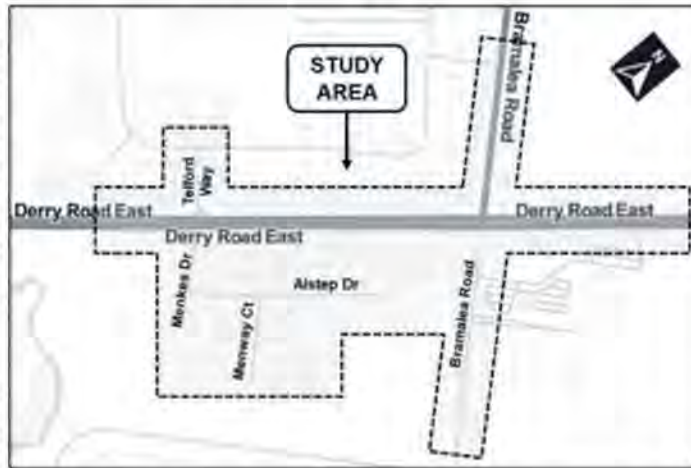 Bramalea Road
N
STUDY
AREA
Telford
Way
Derry Road East
Derry Road East
Derry Road East
Menkes Dr
Alstep Dr
Menway Ct
Bramalea Road